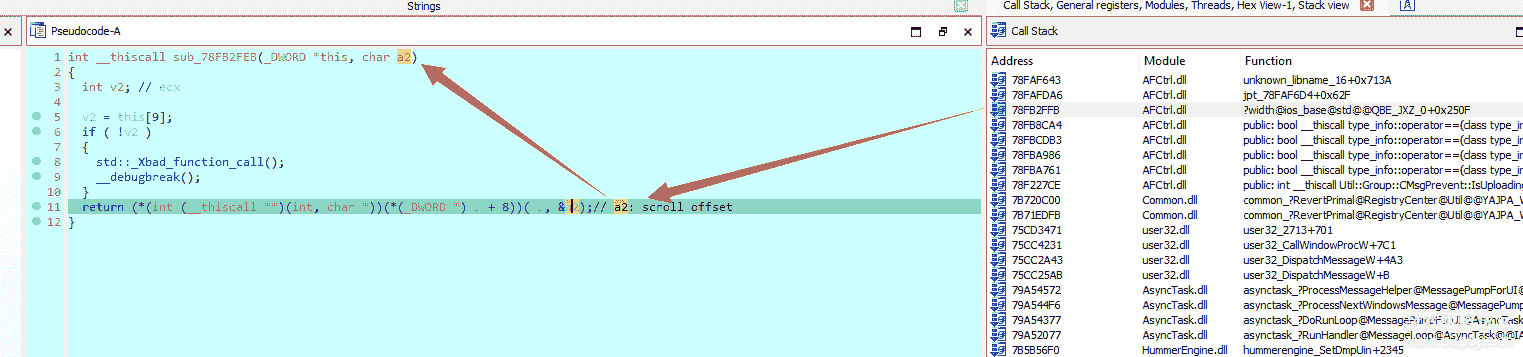 Strings
Call Stack, General registers, Modules, Threads, Hex View-1, Stack view
Pseudocode-A
1 int __thiscall sub_78FB2FEB(_DWORD *this, char a2)
2 {
3 int v2; // ecx
4
5 v2 = this[9];
6 if ( !v2 )
7 {
8 std::_Xbad_function_call();
9 __debugbreak();
10 }
11 return (*(int (__thiscall **)(int, char *))(*(_DWORD *) . + 8))( ., &a2);// a2: scroll offset
12 }
Call Stack
Address Module Function
78FAF643 AFCtrl.dll unknown_libname_16+0x713A
78FAFDA6 AFCtrl.dll jpt_78FAF6D4+0x62F
78FB2FFB AFCtrl.dll ?width@ios_base@std@@QBE_JXZ_0+0x250F
78FB8CA4 AFCtrl.dll public: bool __thiscall type_info::operator==(class type_in
78FBCDB3 AFCtrl.dll public: bool __thiscall type_info::operator==(class type_in
78FBA986 AFCtrl.dll public: bool __thiscall type_info::operator==(class type_in
78FBA761 AFCtrl.dll public: bool __thiscall type_info::operator==(class type_in
78F227CE AFCtrl.dll public: int __thiscall Util::Group::CMsgPrevent::IsUploading
7B720C00 Common.dll common_?RevertPrimal@RegistryCenter@Util@@YAJPA_W
7B71EDFB Common.dll common_?RevertPrimal@RegistryCenter@Util@@YAJPA_W
75CD3471 user32.dll user32_2713+701
75CC4231 user32.dll user32_CallWindowProcW+7C1
75CC2A43 user32.dll user32_DispatchMessageW+4A3
75CC25AB user32.dll user32_DispatchMessageW+B
79A54572 AsyncTask.dll asynctask_?ProcessMessageHelper@MessagePumpForUI@
79A544F6 AsyncTask.dll asynctask_?ProcessNextWindowsMessage@MessagePump
79A54377 AsyncTask.dll asynctask_?DoRunLoop@MessagePumpForUI@AsyncTask
79A52077 AsyncTask.dll asynctask_?RunHandler@MessageLoop@AsyncTask@@IA
7B5B56F0 HummerEngine.dll hummerengine_SetDmpUin+2345